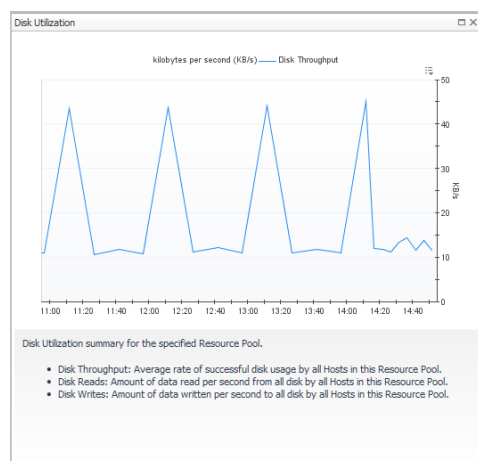 Disk Utilization
kilobytes per second (KB/s) Disk Throughput
50
40
30
20
10
0
KB/s
11:00 11:20 11:40 12:00 12:20 12:40 13:00 13:20 13:40 14:00 14:20 14:40
Disk Utilization summary for the specified Resource Pool.
• Disk Throughput: Average rate of successful disk usage by all Hosts in this Resource Pool.
• Disk Reads: Amount of data read per second from all disk by all Hosts in this Resource Pool.
• Disk Writes: Amount of data written per second to all disk by all Hosts in this Resource Pool.